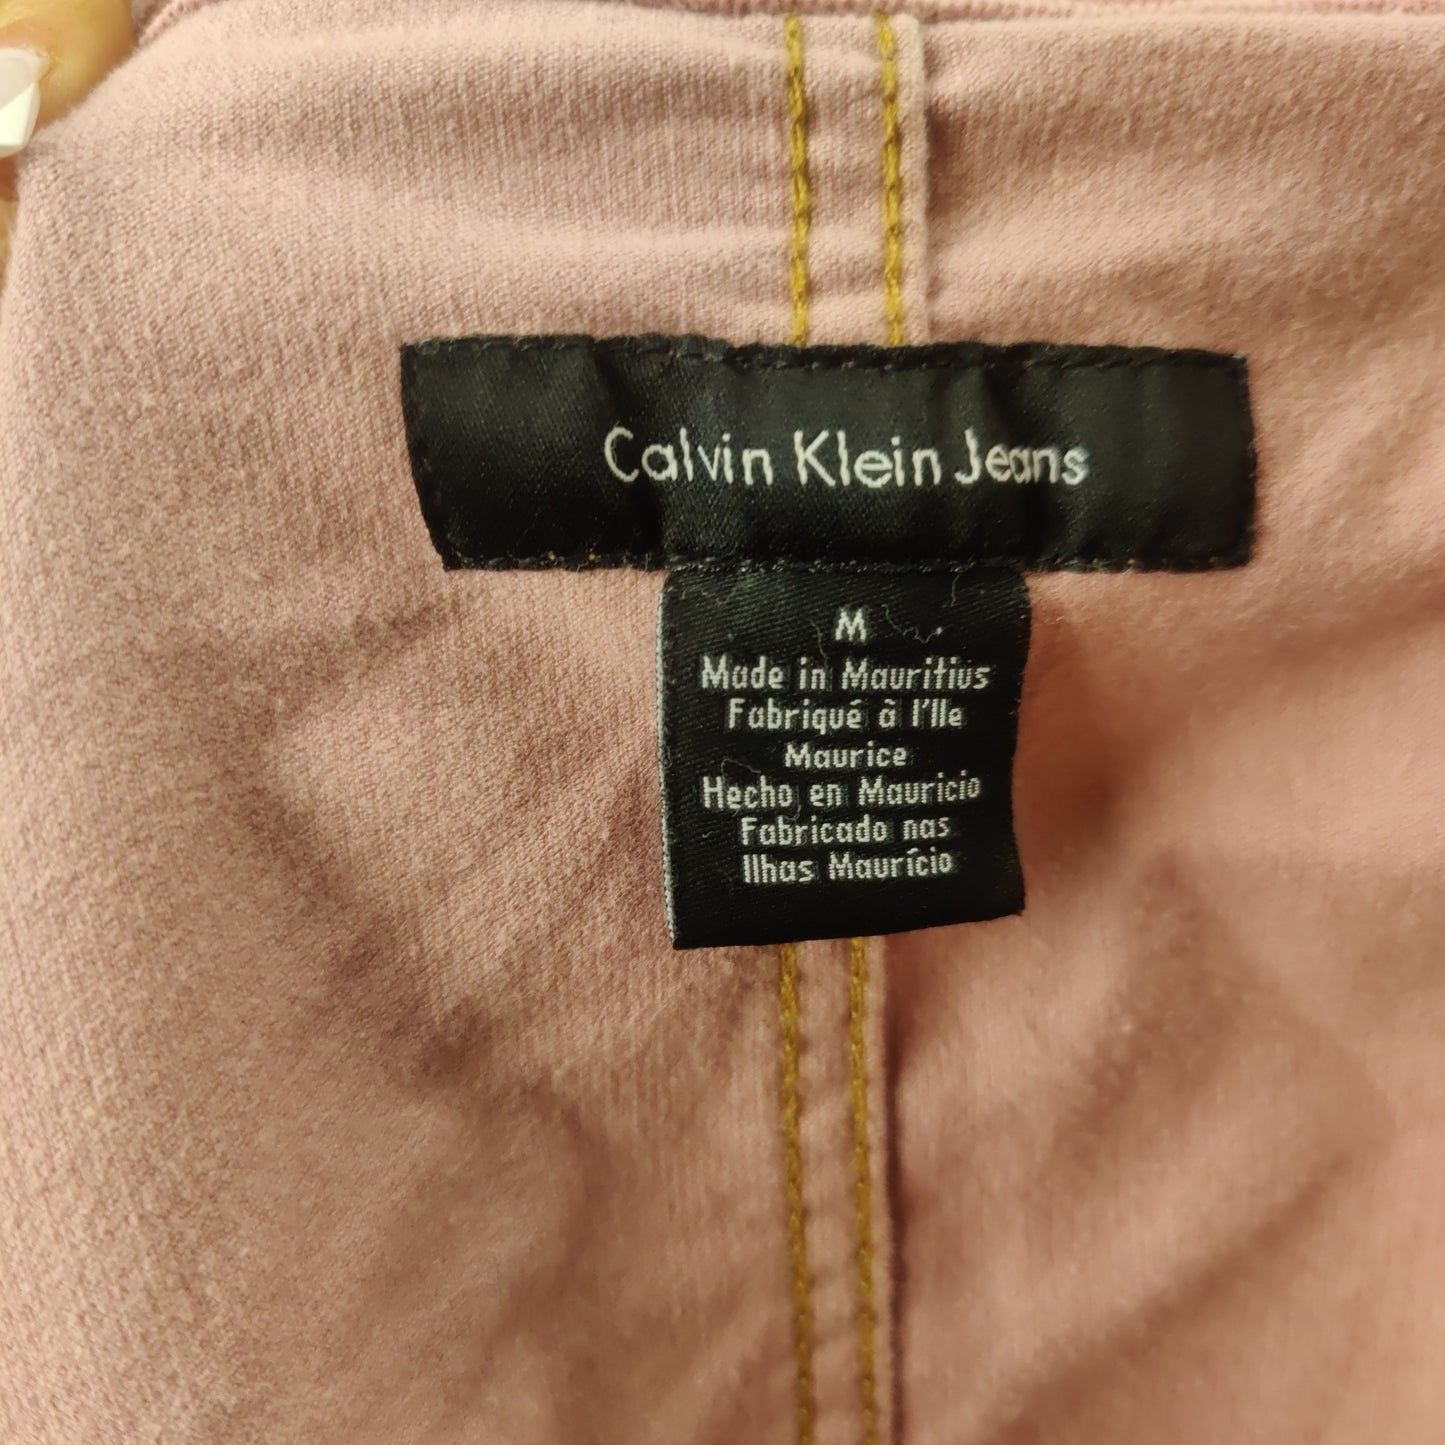 Calvin Klein Jeans
M
Made in Mauritius
Fabriqué à l'Ile
Maurice
Hecho en Mauricio
Fabricado nas
Ilhas Maurício